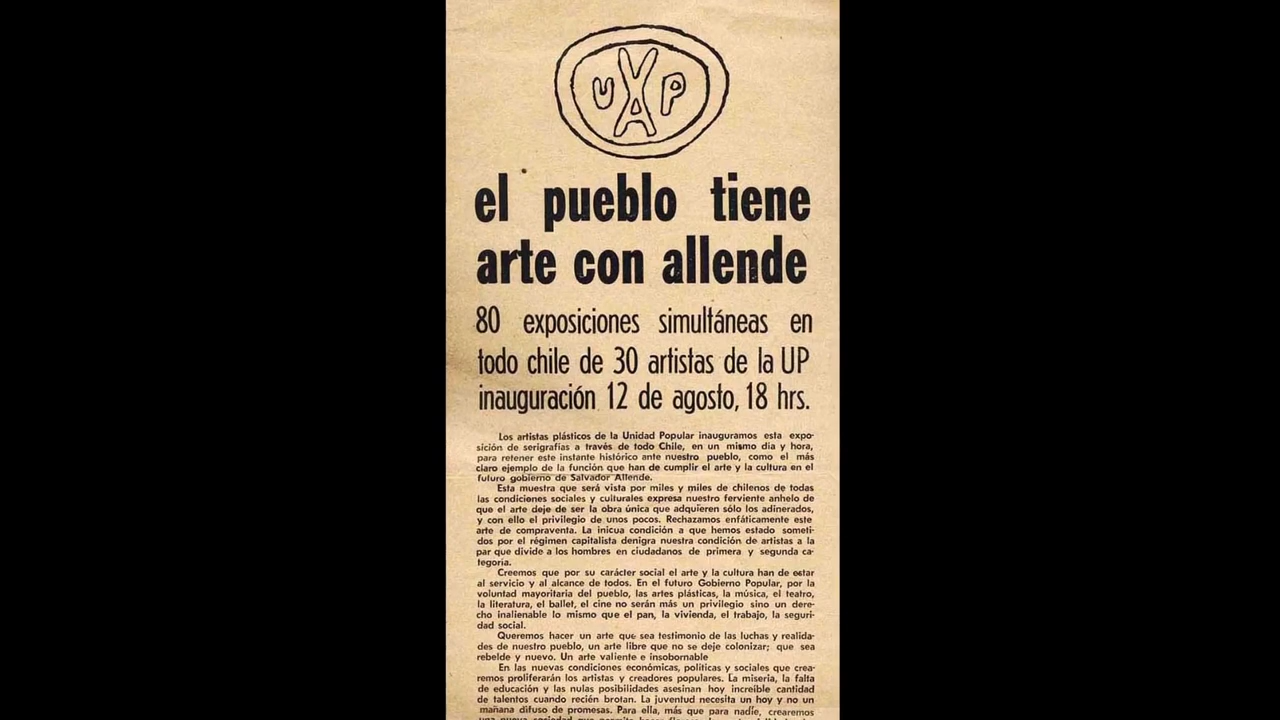 UVAP
el pueblo tiene
arte con allende
80 exposiciones simultáneas en
todo chile de 30 artistas de la UP
inauguración 12 de agosto, 18 hrs.
Los artistas plásticos de la Unidad Popular inauguramos esta expo-
sición de serigrafías a través de todo Chile, en un mismo día y hora,
para retener este instante histórico ante nuestro pueblo, como el más
claro ejemplo de la función que han de cumplir el arte y la cultura en el
futuro gobierno de Salvador Allende.
Esta muestra que será vista por miles y miles de chilenos de todas
las condiciones sociales y culturales expresa nuestro ferviente anhelo de
que el arte deje de ser la obra única que adquieren sólo los adinerados,
y con ello el privilegio de unos pocos. Rechazamos enfáticamente este
arte de compraventa. La inicua condición a que hemos estado someti-
dos por el régimen capitalista denigra nuestra condición de artistas a la
par que divide a los hombres en ciudadanos de primera y segunda ca-
tegoría.
Creemos que por su carácter social el arte y la cultura han de estar
al servicio y al alcance de todos. En el futuro Gobierno Popular, por la
voluntad mayoritaria del pueblo, las artes plásticas, la música, el teatro,
la literatura, el ballet, el cine no serán más un privilegio sino un dere-
cho inalienable lo mismo que el pan, la vivienda, el trabajo, la seguri-
dad social.
Queremos hacer un arte que sea testimonio de las luchas y realida-
des de nuestro pueblo, un arte libre que no se deje colonizar; que sea
rebelde y nuevo. Un arte valiente e insobornable
En las nuevas condiciones económicas, políticas y sociales que crea-
remos proliferarán los artistas y creadores populares. La miseria, la falta
de educación y las nulas posibilidades asesinan hoy increíble cantidad
de talentos cuando recién brotan. La juventud necesita un hoy y no un
mañana difuso de promesas. Para ella, más que para nadie, crearemos